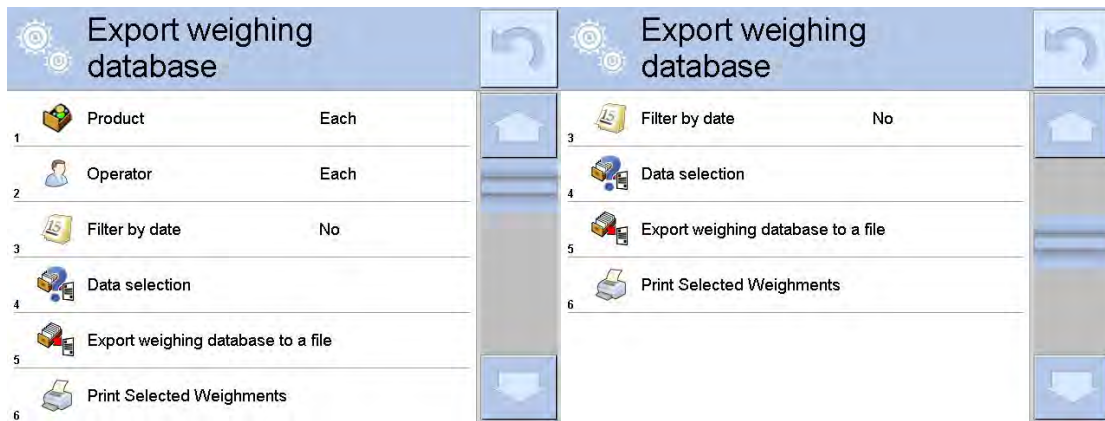 Export weighing
database
Product Each
1
Operator Each
2
15
Filter by date No
3
Data selection
4
Export weighing database to a file
5
Print Selected Weighments
6
Export weighing
database
15
Filter by date No
3
Data selection
4
Export weighing database to a file
5
Print Selected Weighments
6